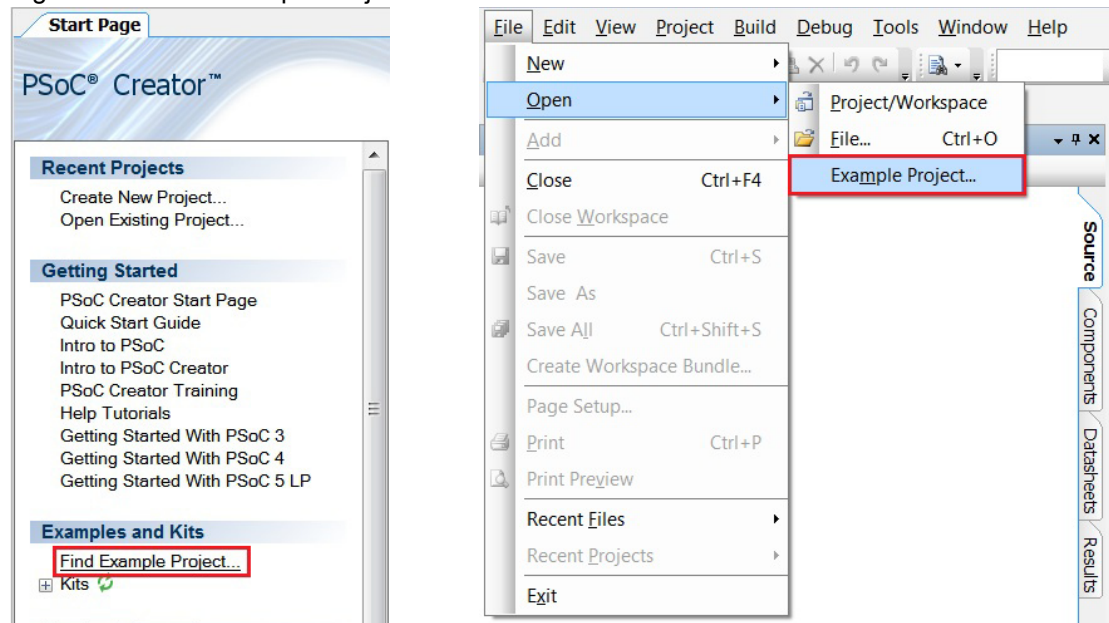 Start Page
PSoC® Creator™
Recent Projects
Create New Project...
Open Existing Project...
Getting Started
PSoC Creator Start Page
Quick Start Guide
Intro to PSoC
Intro to PSoC Creator
PSoC Creator Training
Help Tutorials
Getting Started With PSoC 3
Getting Started With PSoC 4
Getting Started With PSoC 5 LP
Examples and Kits
Find Example Project...
Kits
File Edit View Project Build Debug Tools Window Help
New
Open
Add
Close Ctrl+F4
Close Workspace
Save Ctrl+S
Save As
Save All Ctrl+Shift+S
Create Workspace Bundle...
Page Setup...
Print Ctrl+P
Print Preview
Recent Files
Recent Projects
Exit
Project/Workspace
File... Ctrl+O
Example Project...
Source
Components
Datasheets
Results